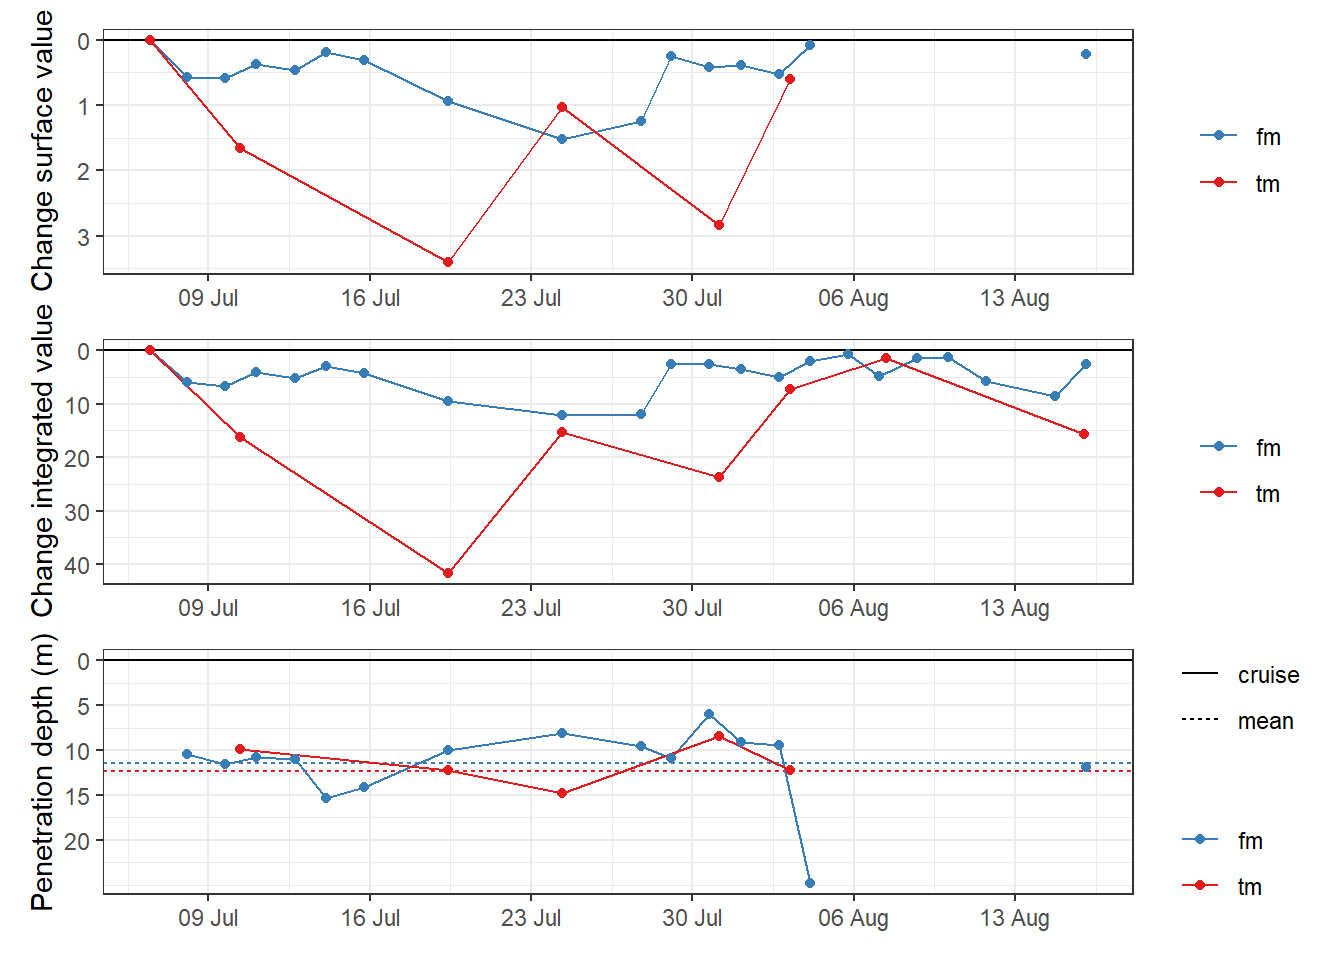 Change surface value
0
1
2
3
09 Jul
16 Jul
23 Jul
30 Jul
06 Aug
13 Aug
fm
tm
Change integrated value
0
10
20
30
40
09 Jul
16 Jul
23 Jul
30 Jul
06 Aug
13 Aug
fm
tm
Penetration depth (m)
0
5
10
15
20
09 Jul
16 Jul
23 Jul
30 Jul
06 Aug
13 Aug
cruise
mean
fm
tm